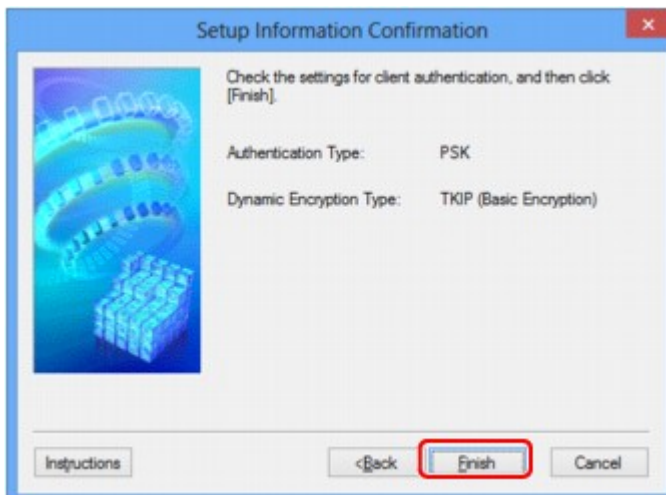 Setup Information Confirmation
Check the settings for client authentication, and then click
[Finish].
Authentication Type: PSK
Dynamic Encryption Type: TKIP (Basic Encryption)
Instructions <Back Finish Cancel